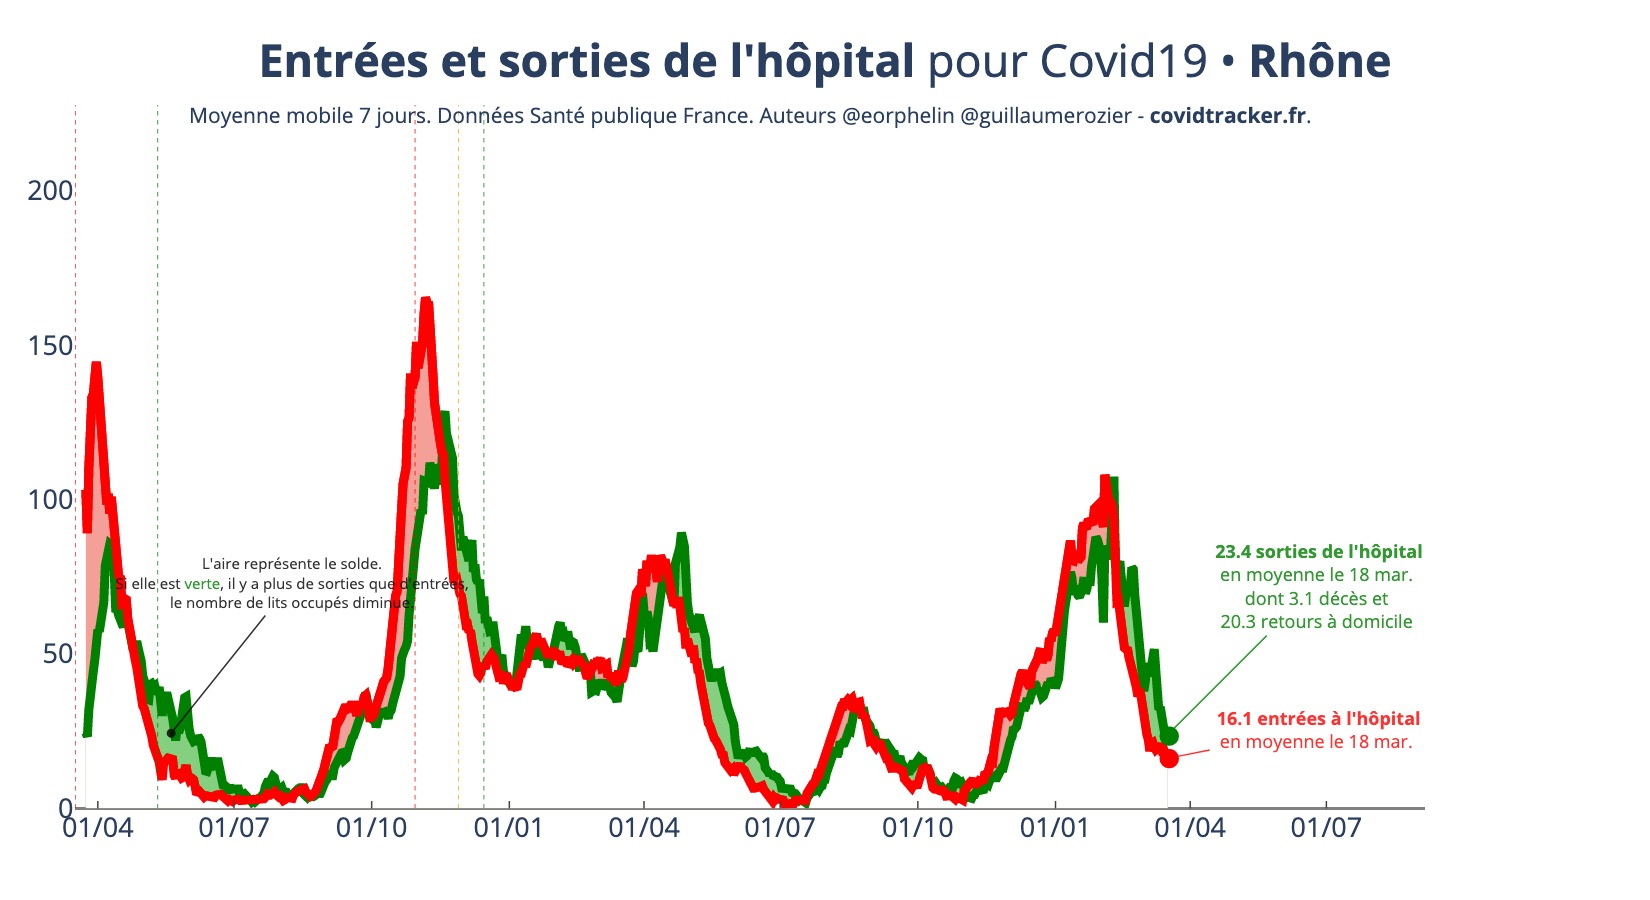 Entrées et sorties de l'hôpital pour Covid19 • Rhône
Moyenne mobile 7 jours. Données Santé publique France. Auteurs @eorphelin @guillaumerozier - covidtracker.fr.
200
150
100
50
0
L'aire représente le solde.
Si elle est verte, il y a plus de sorties que d'entrées,
le nombre de lits occupés diminue.
23.4 sorties de l'hôpital
en moyenne le 18 mar.
dont 3.1 décès et
20.3 retours à domicile
16.1 entrées à l'hôpital
en moyenne le 18 mar.
01/04 01/07 01/10 01/01 01/04 01/07 01/10 01/01 01/04 01/07